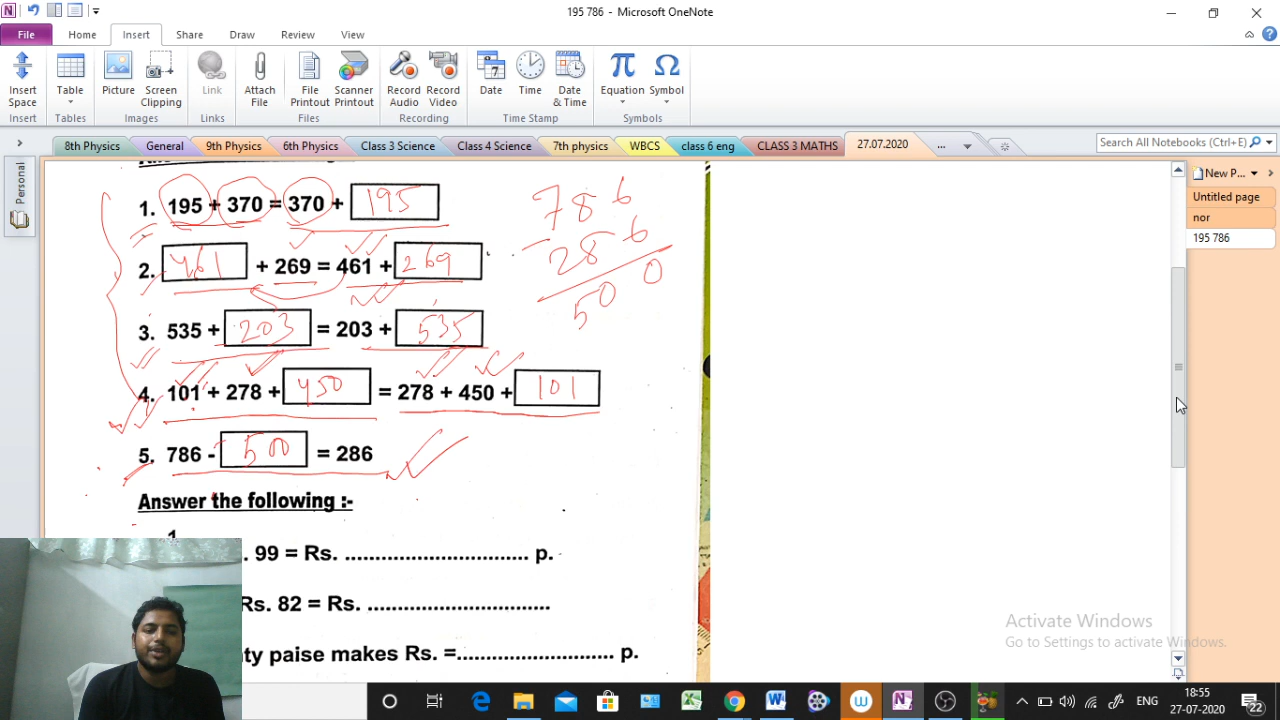 195 786 - Microsoft OneNote
File Home Insert Share Draw Review View
Insert Space Table Picture Screen Clipping Link Attach File File Printout Scanner Printout Record Audio Record Video Date Time Date & Time Equation Symbol
Insert Tables Images Links Files Recording Time Stamp Symbols
8th Physics General 9th Physics 6th Physics Class 3 Science Class 4 Science 7th physics WBCS class 6 eng CLASS 3 MATHS 27.07.2020 ... Search All Notebooks (Ctrl+E)
Personal
New P...
Untitled page
nor
195 786
1. 195 + 370 = 370 + 195
2. 461 + 269 = 461 + 269
3. 535 + 203 = 203 + 535
4. 101 + 278 + 450 = 278 + 450 + 101
5. 786 - 500 = 286
786
- 286
500
Answer the following :-
1
. 99 = Rs. .............................. p.
Rs. 82 = Rs. ..............................
ty paise makes Rs. =.......................... p.
Activate Windows
Go to Settings to activate Windows.
ENG
18:55
27-07-2020
22